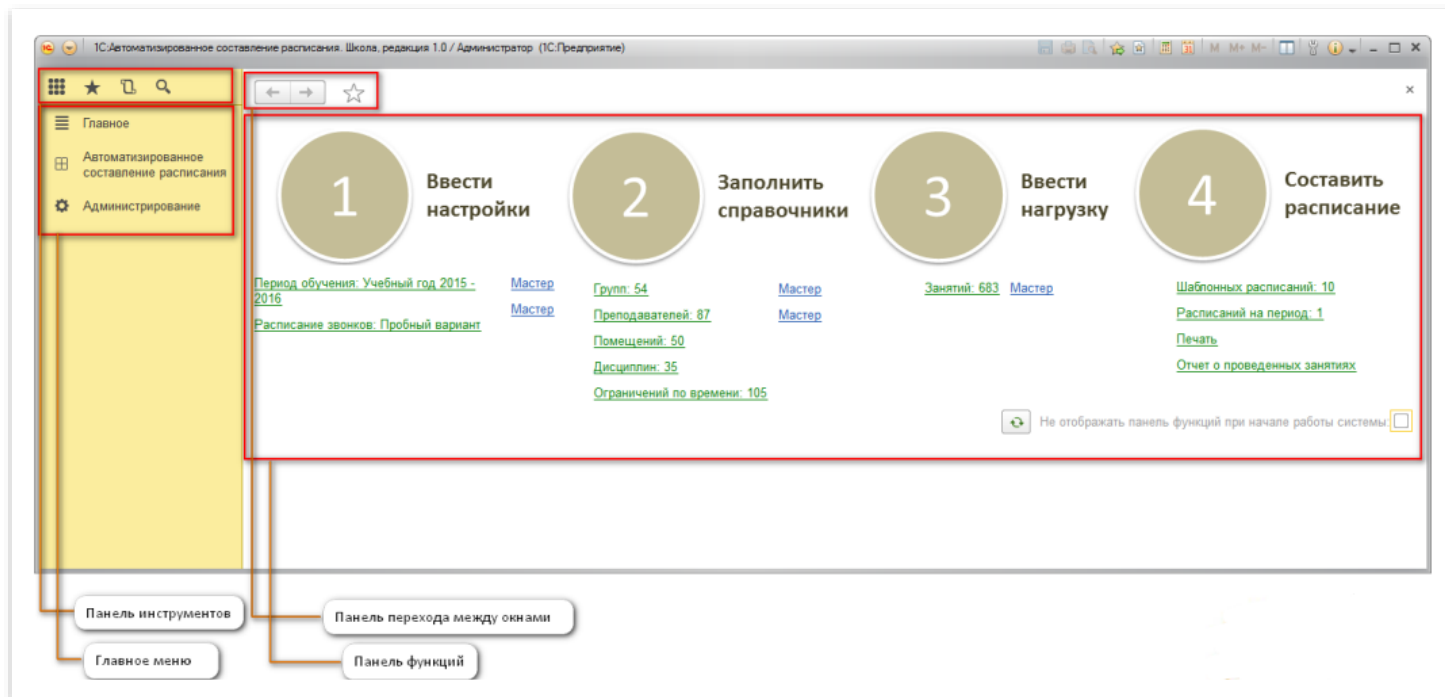 1С:Автоматизированное составление расписания. Школа, редакция 1.0 / Администратор (1С:Предприятие)
M M+ M-
Главное
Автоматизированное
составление расписания
Администрирование
1
Ввести
настройки
2
Заполнить
справочники
3
Ввести
нагрузку
4
Составить
расписание
Период обучения: Учебный год 2015 -
2016
Мастер
Расписание звонков: Пробный вариант
Мастер
Групп: 54
Мастер
Преподавателей: 87
Мастер
Помещений: 50
Дисциплин: 35
Ограничений по времени: 105
Занятий: 683
Мастер
Шаблонных расписаний: 10
Расписаний на период: 1
Печать
Отчет о проведенных занятиях
Не отображать панель функций при начале работы системы:
Панель инструментов
Панель перехода между окнами
Главное меню
Панель функций